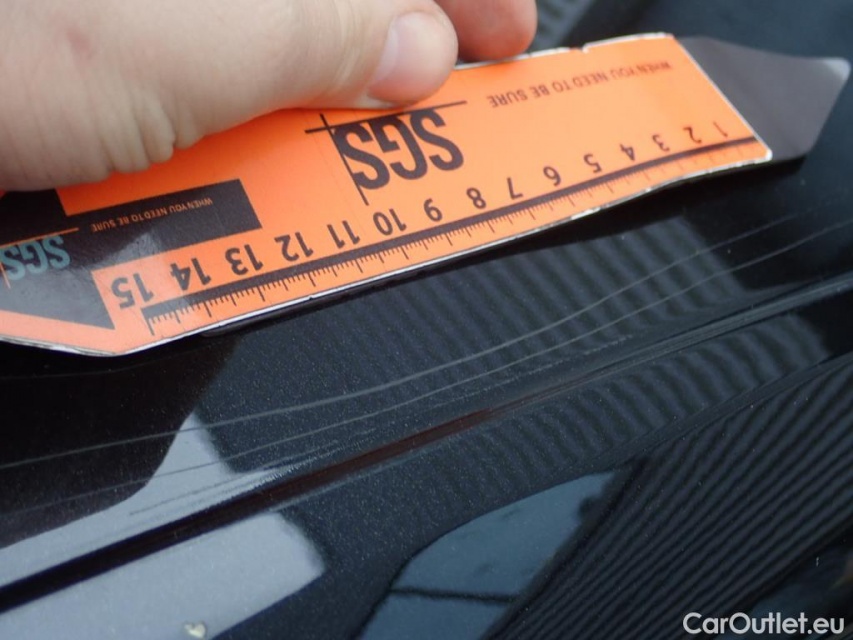 WHEN YOU NEED TO BE SURE
SGS
1 2 3 4 5 6 7 8 9 10 11 12 13 14 15
WHEN YOU NEED TO BE SURE
SGS
CarOutlet.eu